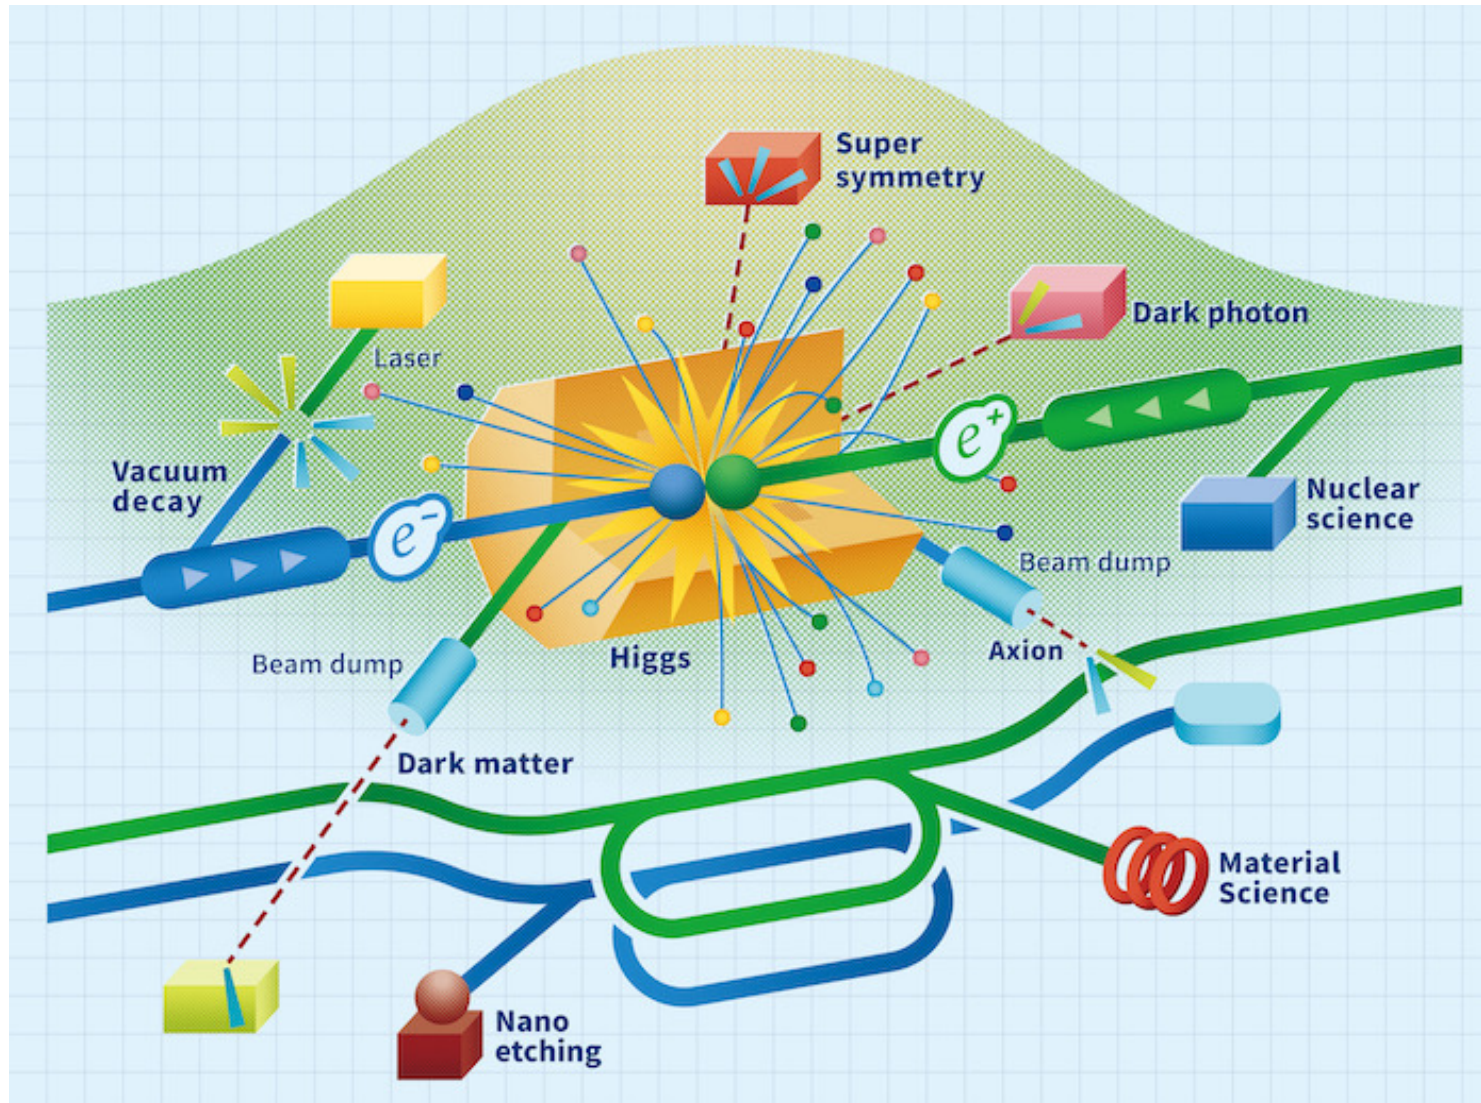 Super
symmetry
Dark photon
Laser
e+
Vacuum
decay
Nuclear
science
e−
Beam dump
Axion
Higgs
Beam dump
Dark matter
Material
Science
Nano
etching